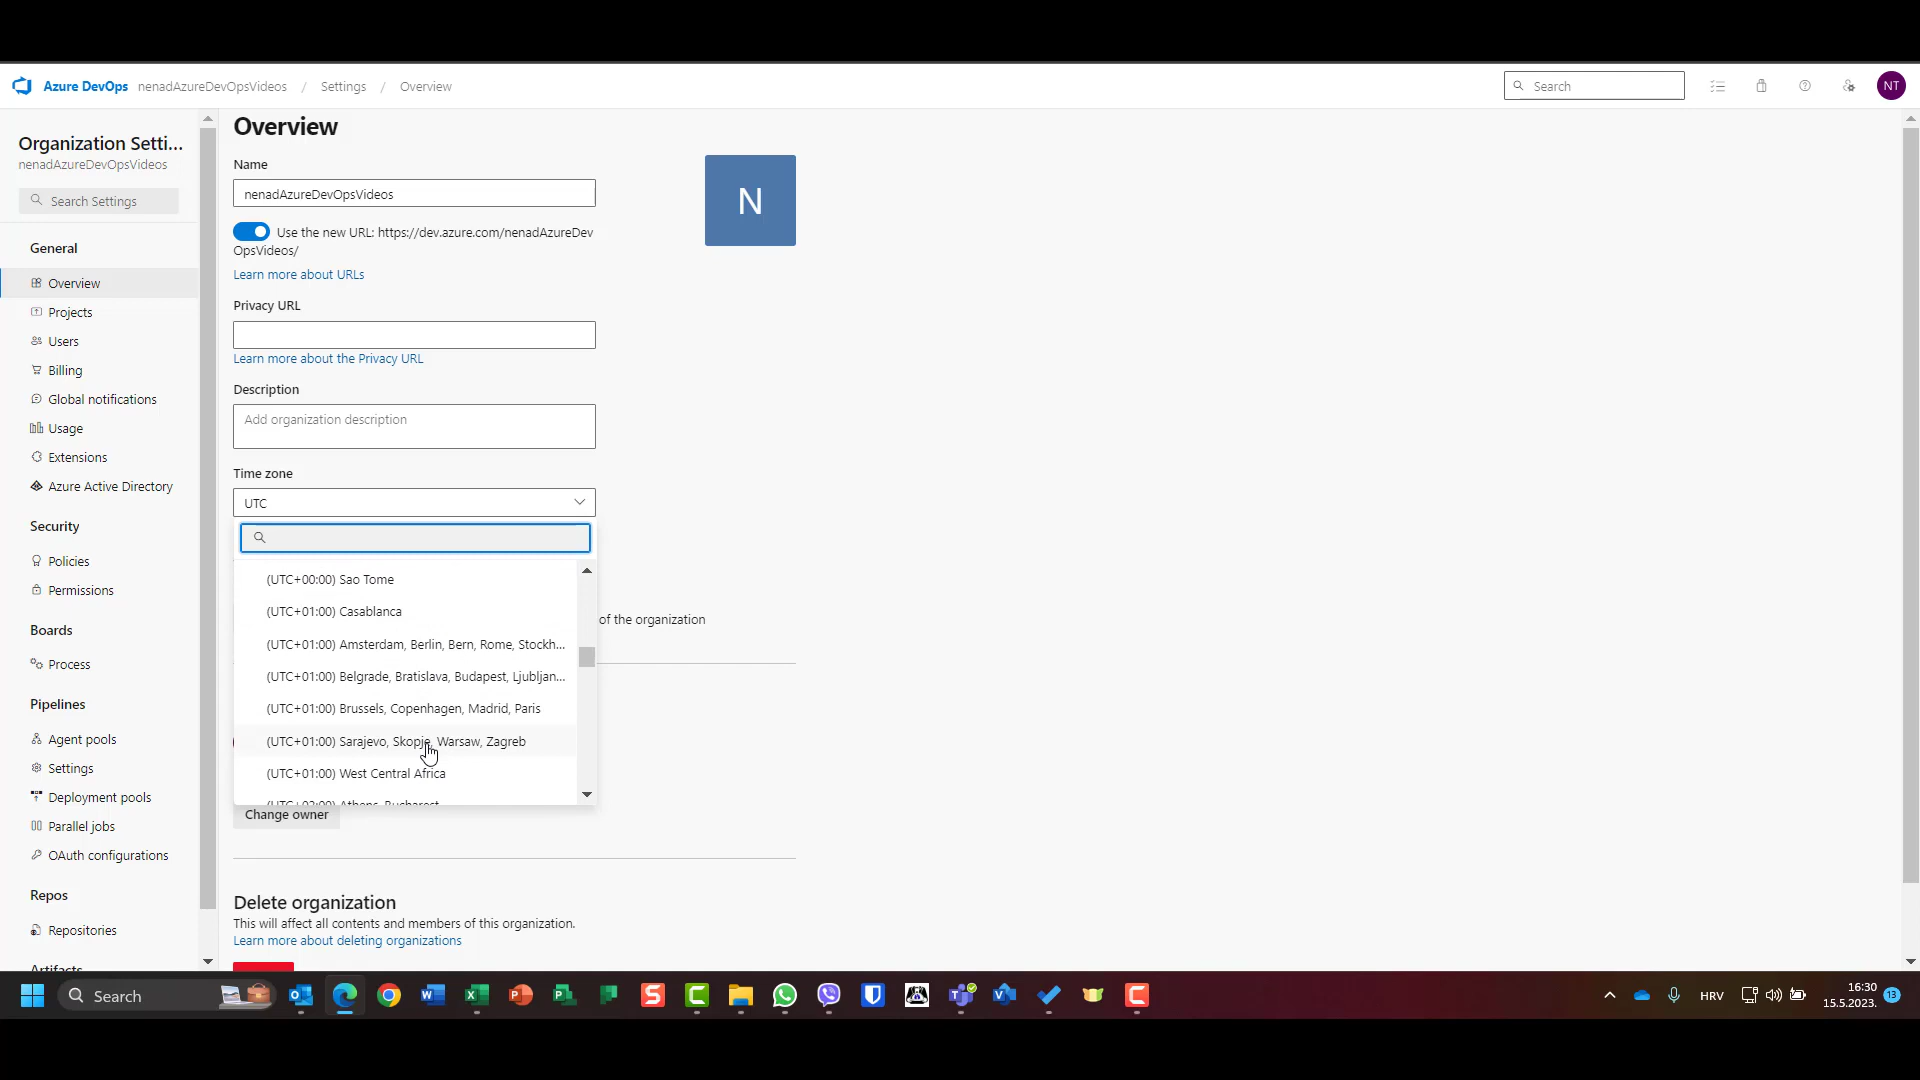 Azure DevOps nenadAzureDevOpsVideos / Settings / Overview
Search
NT
Organization Setti...
nenadAzureDevOpsVideos
Search Settings
General
Overview
Projects
Users
Billing
Global notifications
Usage
Extensions
Azure Active Directory
Security
Policies
Permissions
Boards
Process
Pipelines
Agent pools
Settings
Deployment pools
Parallel jobs
OAuth configurations
Repos
Repositories
Artifacts
Overview
Name
nenadAzureDevOpsVideos
N
Use the new URL: https://dev.azure.com/nenadAzureDev
OpsVideos/
Learn more about URLs
Privacy URL
Learn more about the Privacy URL
Description
Add organization description
Time zone
UTC
(UTC+00:00) Sao Tome
(UTC+01:00) Casablanca
of the organization
(UTC+01:00) Amsterdam, Berlin, Bern, Rome, Stockh...
(UTC+01:00) Belgrade, Bratislava, Budapest, Ljubljan...
(UTC+01:00) Brussels, Copenhagen, Madrid, Paris
(UTC+01:00) Sarajevo, Skopje, Warsaw, Zagreb
(UTC+01:00) West Central Africa
(UTC+02:00) Athens, Bucharest
Change owner
Delete organization
This will affect all contents and members of this organization.
Learn more about deleting organizations
Search
HRV
16:30
15.5.2023.
13